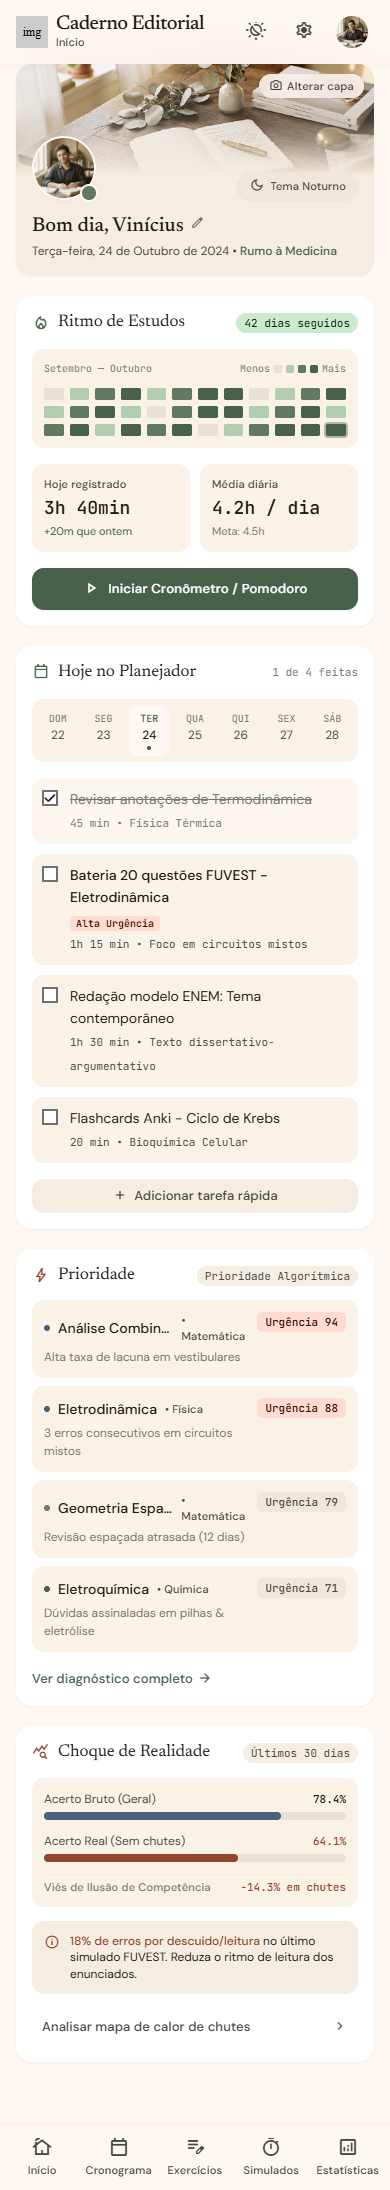 img
Caderno Editorial
Início
Alterar capa
Tema Noturno
Bom dia, Vinícius
Terça-feira, 24 de Outubro de 2024 • Rumo à Medicina
Ritmo de Estudos
42 dias seguidos
Setembro — Outubro
Menos
Mais
Hoje registrado
3h 40min
+20m que ontem
Média diária
4.2h / dia
Meta: 4.5h
Iniciar Cronômetro / Pomodoro
Hoje no Planejador
1 de 4 feitas
DOM SEG TER QUA QUI SEX SÁB
22 23 24 25 26 27 28
Revisar anotações de Termodinâmica
45 min • Física Térmica
Bateria 20 questões FUVEST -
Eletrodinâmica
Alta Urgência
1h 15 min • Foco em circuitos mistos
Redação modelo ENEM: Tema
contemporâneo
1h 30 min • Texto dissertativo-
argumentativo
Flashcards Anki - Ciclo de Krebs
20 min • Bioquímica Celular
+ Adicionar tarefa rápida
Prioridade
Prioridade Algorítmica
Análise Combin...
•
Matemática
Urgência 94
Alta taxa de lacuna em vestibulares
Eletrodinâmica • Física
Urgência 88
3 erros consecutivos em circuitos
mistos
Geometria Espa...
•
Matemática
Urgência 79
Revisão espaçada atrasada (12 dias)
Eletroquímica • Química
Urgência 71
Dúvidas assinaladas em pilhas &
eletrólise
Ver diagnóstico completo →
Choque de Realidade
Últimos 30 dias
Acerto Bruto (Geral)
78.4%
Acerto Real (Sem chutes)
64.1%
Viés de Ilusão de Competência
-14.3% em chutes
18% de erros por descuido/leitura no último
simulado FUVEST. Reduza o ritmo de leitura dos
enunciados.
Analisar mapa de calor de chutes
Início
Cronograma
Exercícios
Simulados
Estatísticas